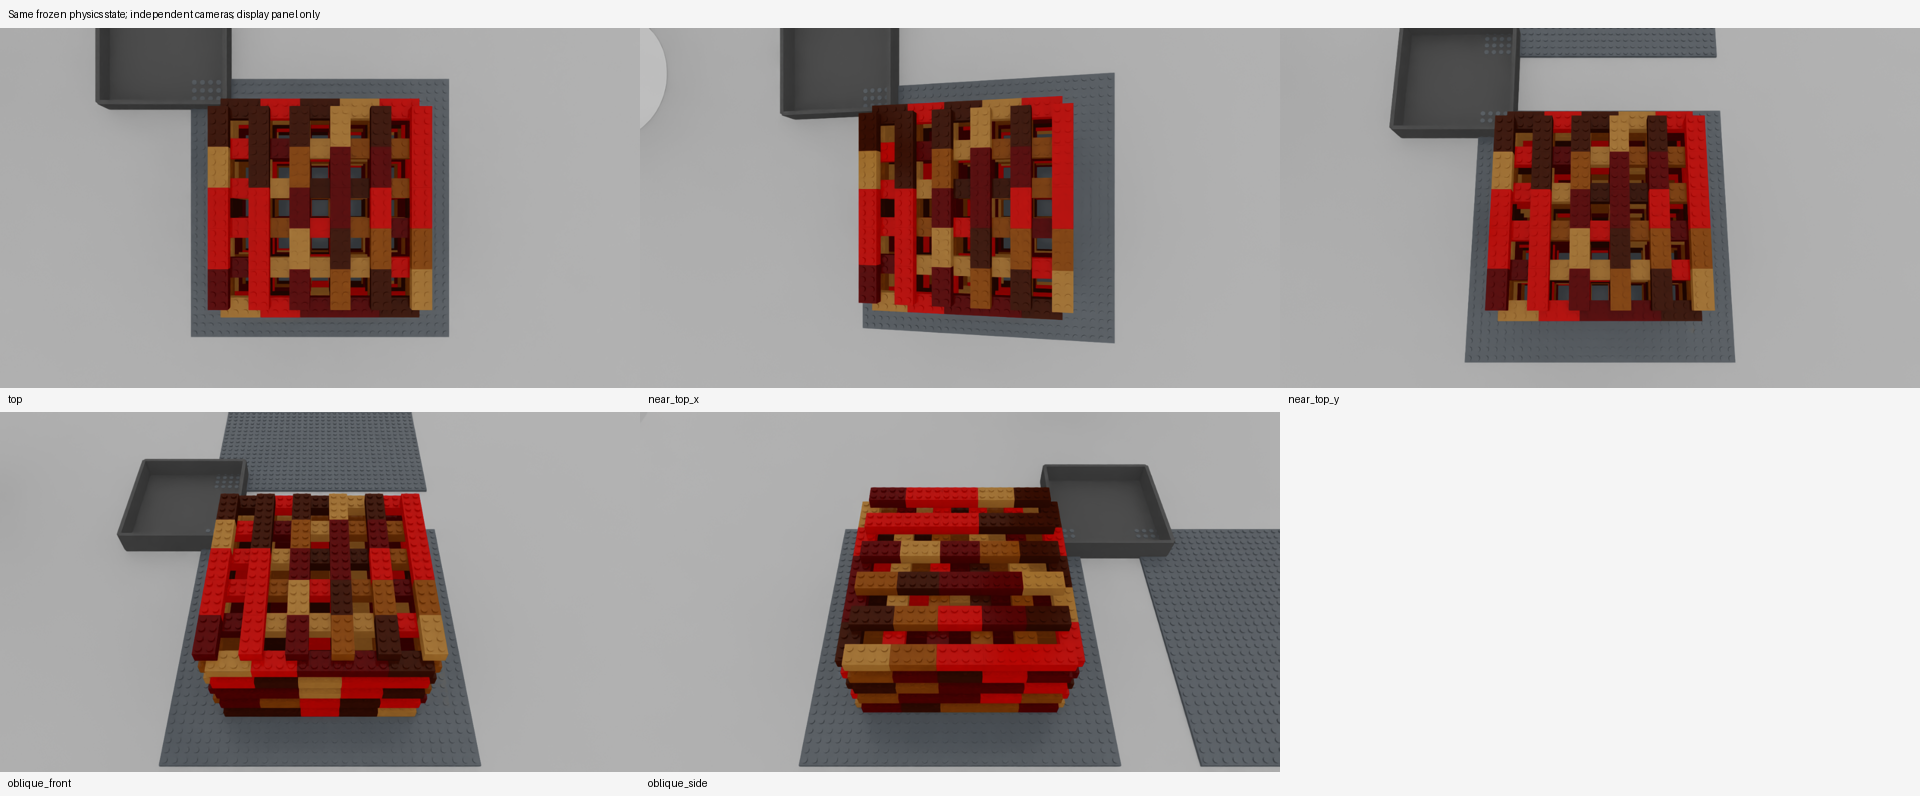 Same frozen physics state; independent cameras; display panel only
top
near_top_x
near_top_y
oblique_front
oblique_side